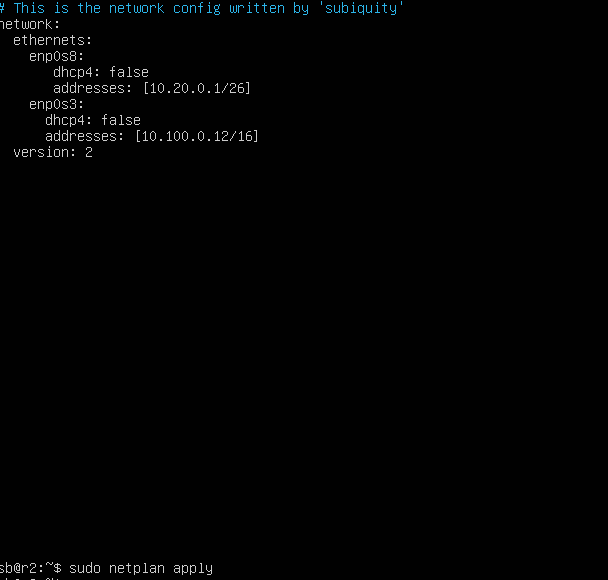 # This is the network config written by 'subiquity'
network:
  ethernets:
    enp0s8:
       dhcp4: false
       addresses: [10.20.0.1/26]
    enp0s3:
      dhcp4: false
      addresses: [10.100.0.12/16]
  version: 2
sb@r2:~$ sudo netplan apply